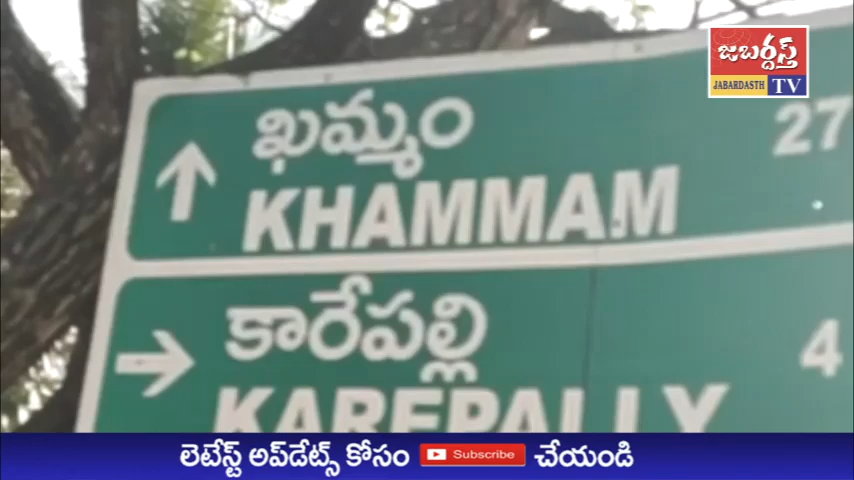 జబర్దస్త్
JABARDASTH TV
ఖమ్మం 27
KHAMMAM
కారేపల్లి
KAREPALLY 4
లెటేస్ట్ అప్‌డేట్స్ కోసం Subscribe చేయండి